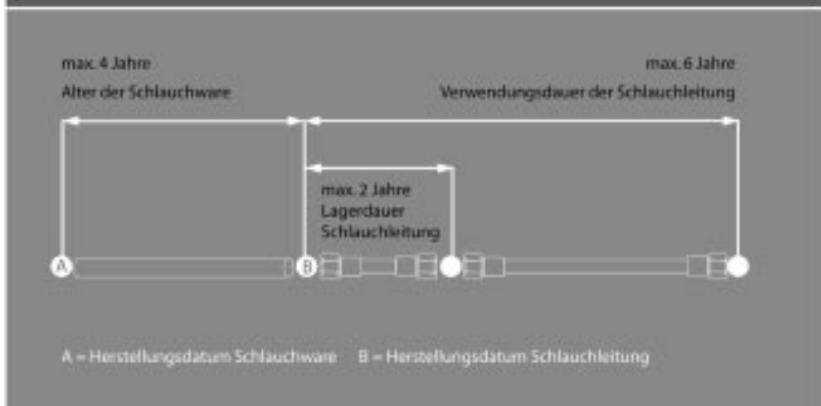 max. 4 Jahre
Alter der Schlauchware
max. 6 Jahre
Verwendungsdauer der Schlauchleitung
max. 2 Jahre
Lagerdauer
Schlauchleitung
A
B
A = Herstellungsdatum Schlauchware B = Herstellungsdatum Schlauchleitung